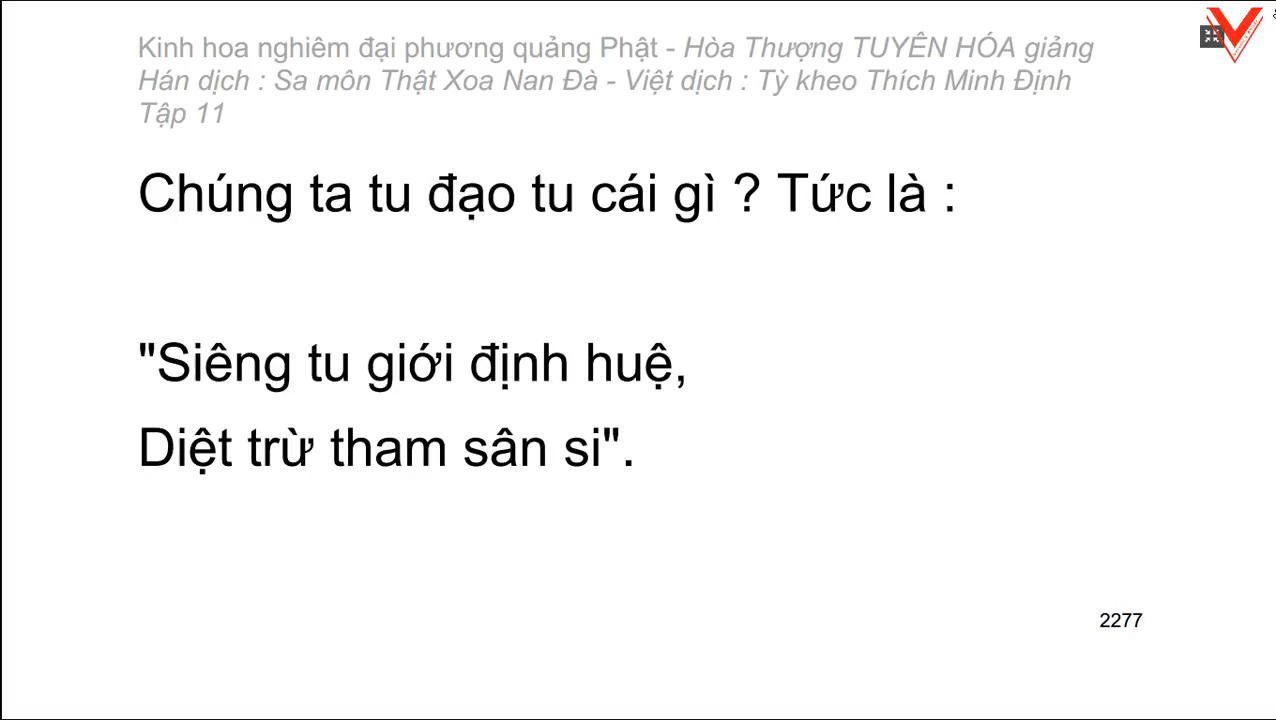 Kinh hoa nghiêm đại phương quảng Phật - Hòa Thượng TUYÊN HÓA giảng
Hán dịch : Sa môn Thật Xoa Nan Đà - Việt dịch : Tỳ kheo Thích Minh Định
Tập 11
Chúng ta tu đạo tu cái gì ? Tức là :
"Siêng tu giới định huệ,
Diệt trừ tham sân si".
2277